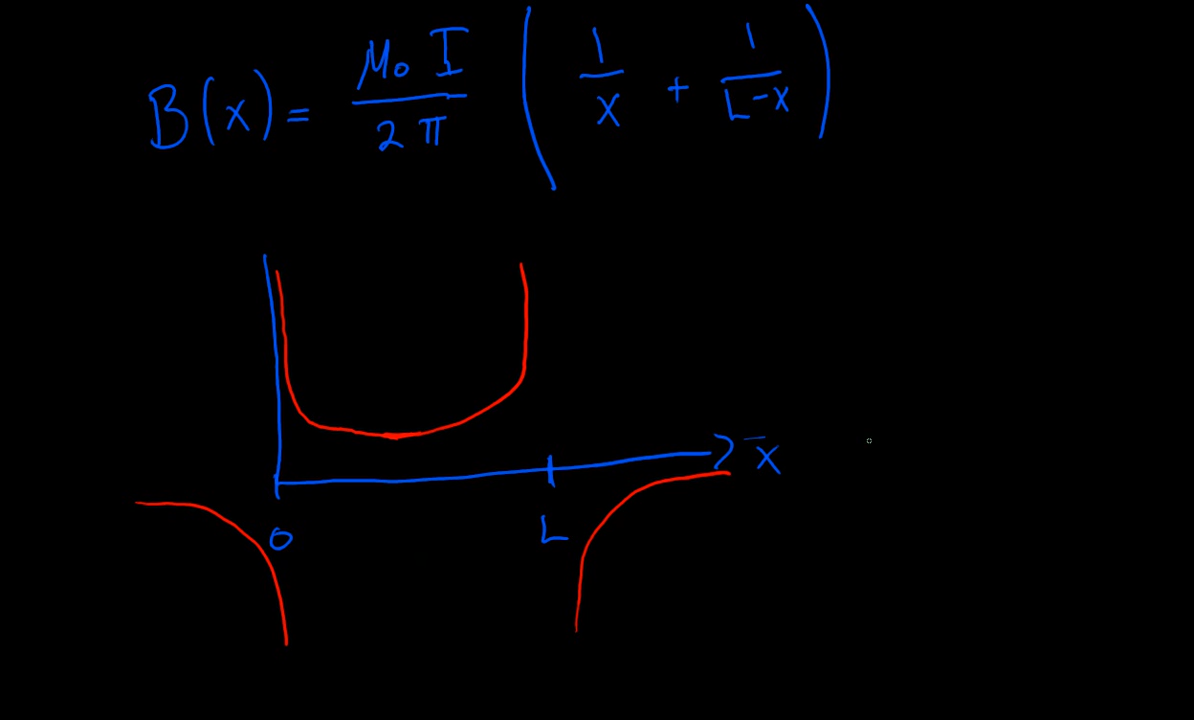 B(x) = μ₀ I / 2π ( 1/x + 1/(L-x) )
x
0
L